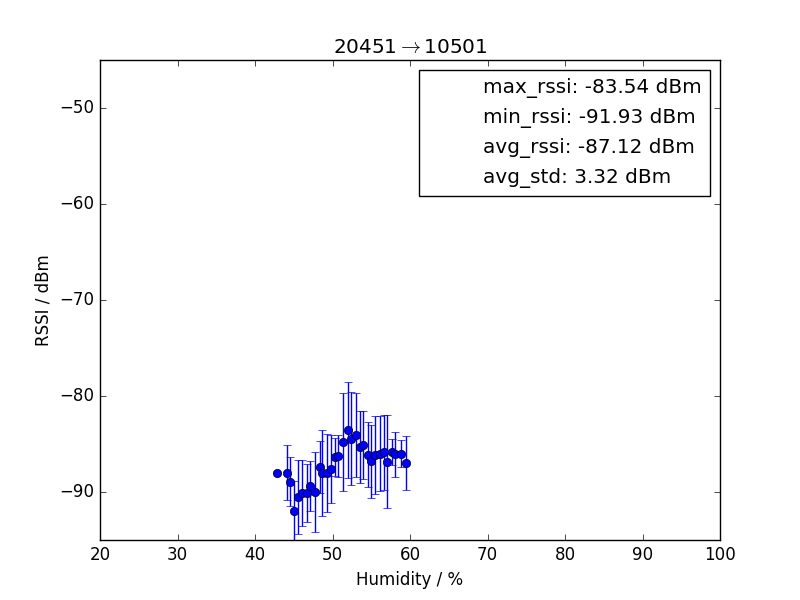 20451→10501
max_rssi: -83.54 dBm
min_rssi: -91.93 dBm
avg_rssi: -87.12 dBm
avg_std: 3.32 dBm
RSSI / dBm
−50
−60
−70
−80
−90
20 30 40 50 60 70 80 90 100
Humidity / %